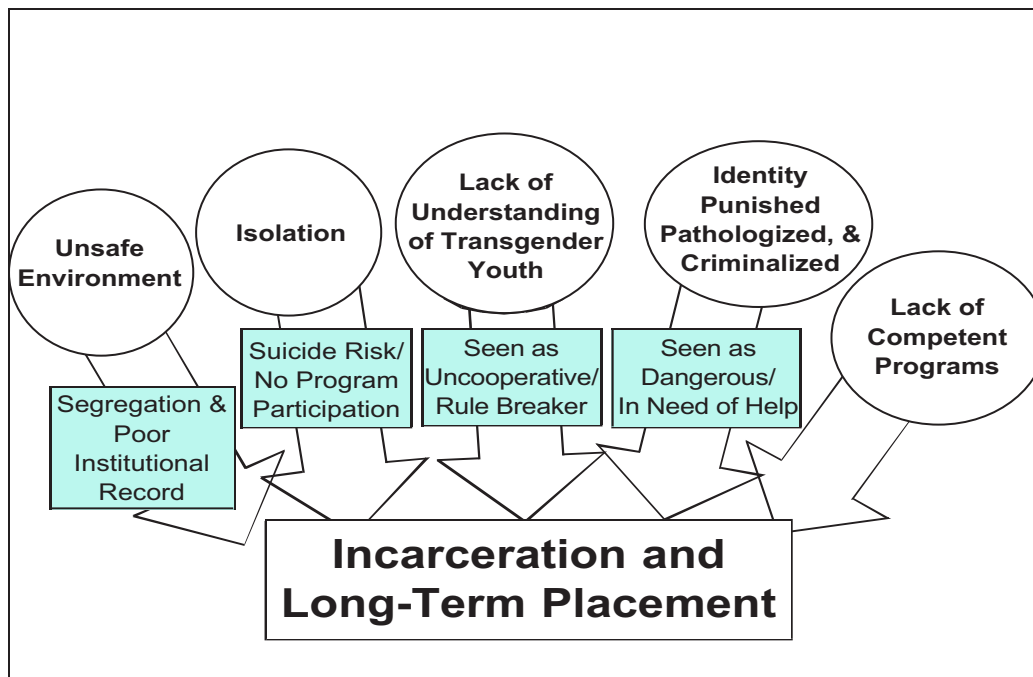 Unsafe
Environment
Isolation
Lack of
Understanding
of Transgender
Youth
Identity
Punished
Pathologized, &
Criminalized
Lack of
Competent
Programs
Segregation &
Poor
Institutional
Record
Suicide Risk/
No Program
Participation
Seen as
Uncooperative/
Rule Breaker
Seen as
Dangerous/
In Need of Help
Incarceration and
Long-Term Placement